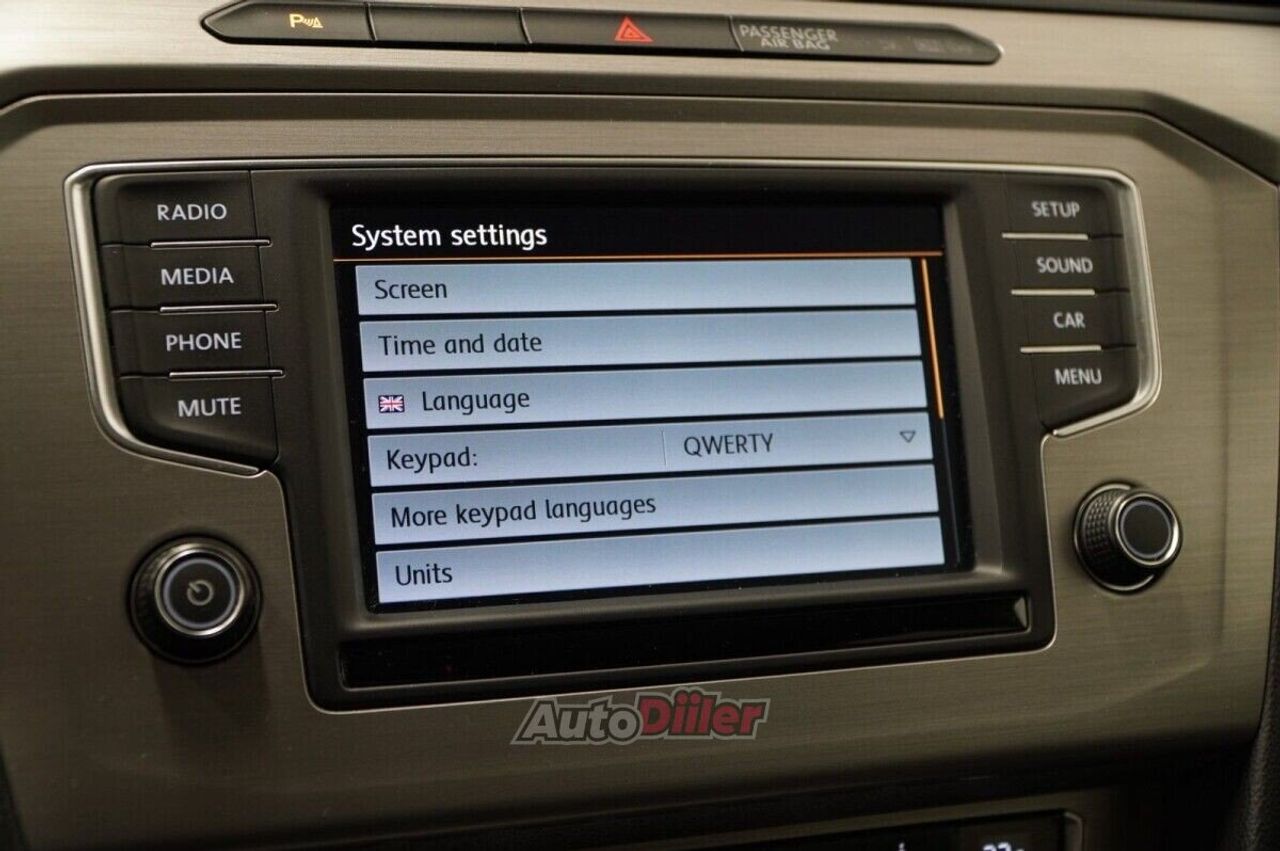 P
PASSENGER
AIR BAG
RADIO
MEDIA
PHONE
MUTE
System settings
Screen
Time and date
Language
Keypad: QWERTY
More keypad languages
Units
SETUP
SOUND
CAR
MENU
AutoDiiler